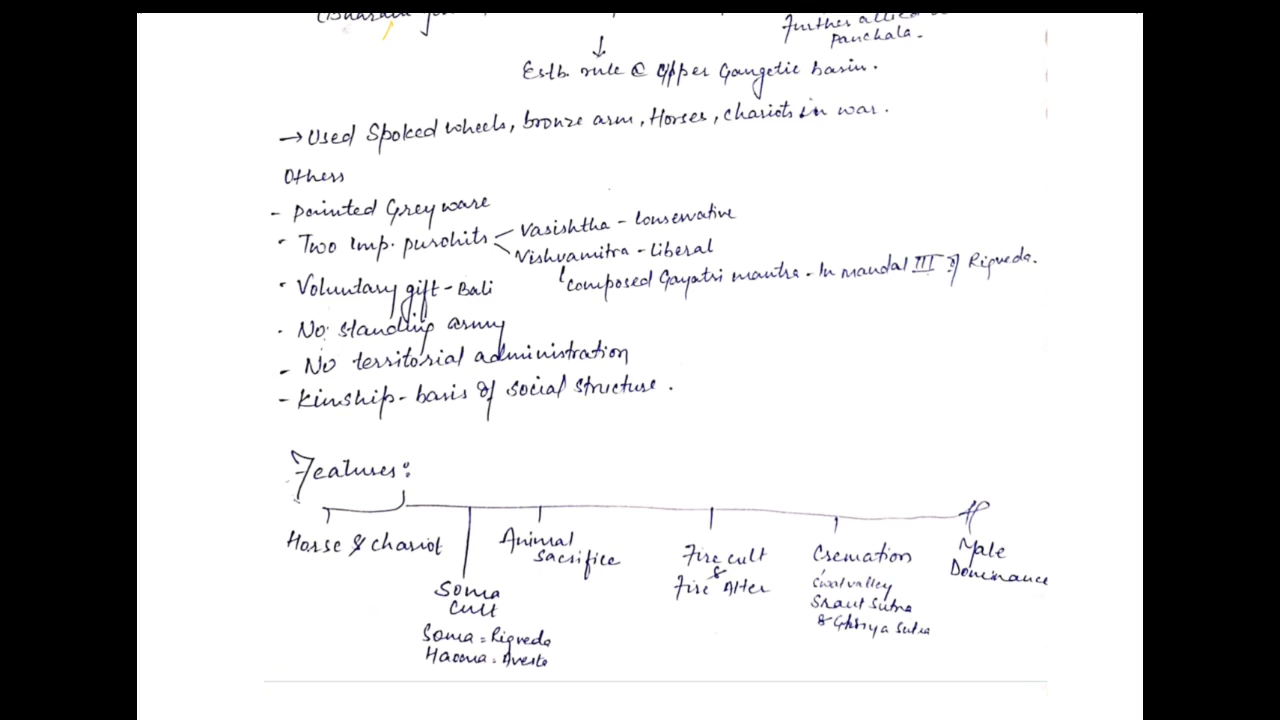 (Bharata
Further allied
Panchala.
↓
Estb. rule @ Upper Gangetic basin.
→ Used Spoked wheels, bronze arm, Horses, Chariots in war.
Others
- Painted Grey ware
- Two imp. purohits
Vasishtha - Conservative
Vishvamitra - liberal
Composed Gayatri mantra - In mandal III of Rigveda.
- Voluntary gift - Bali
- No standing army
- No territorial administration
- Kinship - basis of social structure.
Features:
Horse & chariot
Soma
Cult
Soma = Rigveda
Haoma = Avesta
Animal
Sacrifice
Fire cult
&
Fire Alter
Cremation
Swat valley
Sraut Sutra
& Ghriya Sutra
Male
Dominance